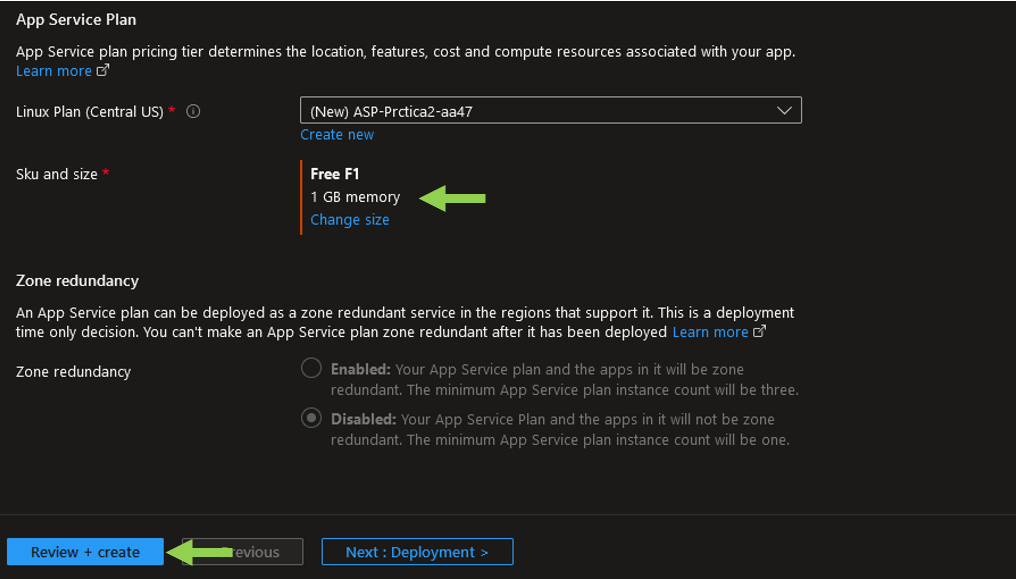 App Service Plan
App Service plan pricing tier determines the location, features, cost and compute resources associated with your app.
Learn more
Linux Plan (Central US) *
(New) ASP-Prctica2-aa47
Create new
Sku and size *
Free F1
1 GB memory
Change size
Zone redundancy
An App Service plan can be deployed as a zone redundant service in the regions that support it. This is a deployment
time only decision. You can't make an App Service plan zone redundant after it has been deployed Learn more
Zone redundancy
Enabled: Your App Service plan and the apps in it will be zone
redundant. The minimum App Service plan instance count will be three.
Disabled: Your App Service Plan and the apps in it will not be zone
redundant. The minimum App Service plan instance count will be one.
Review + create
Next : Deployment >